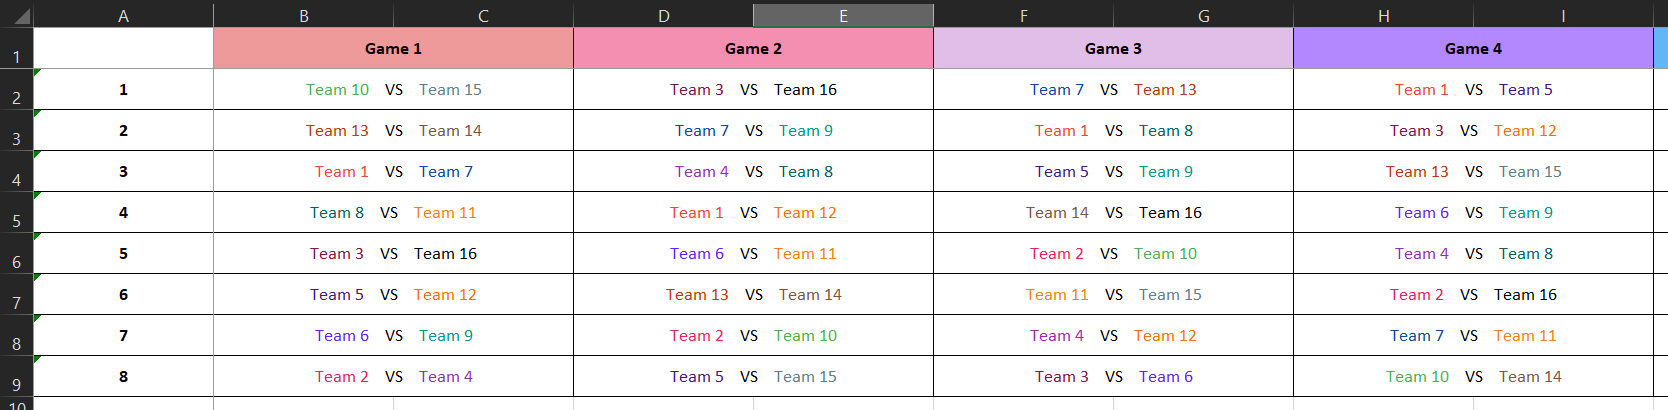 A B C D E F G H I
1 Game 1 Game 2 Game 3 Game 4
2 1 Team 10 VS Team 15 Team 3 VS Team 16 Team 7 VS Team 13 Team 1 VS Team 5
3 2 Team 13 VS Team 14 Team 7 VS Team 9 Team 1 VS Team 8 Team 3 VS Team 12
4 3 Team 1 VS Team 7 Team 4 VS Team 8 Team 5 VS Team 9 Team 13 VS Team 15
5 4 Team 8 VS Team 11 Team 1 VS Team 12 Team 14 VS Team 16 Team 6 VS Team 9
6 5 Team 3 VS Team 16 Team 6 VS Team 11 Team 2 VS Team 10 Team 4 VS Team 8
7 6 Team 5 VS Team 12 Team 13 VS Team 14 Team 11 VS Team 15 Team 2 VS Team 16
8 7 Team 6 VS Team 9 Team 2 VS Team 10 Team 4 VS Team 12 Team 7 VS Team 11
9 8 Team 2 VS Team 4 Team 5 VS Team 15 Team 3 VS Team 6 Team 10 VS Team 14
10